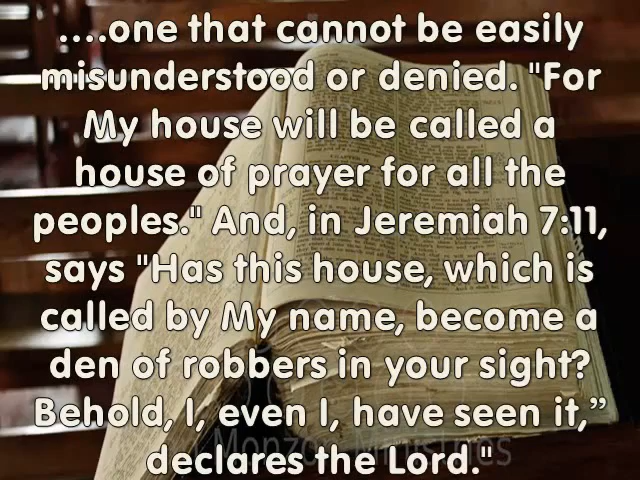 ....one that cannot be easily
misunderstood or denied. "For
My house will be called a
house of prayer for all the
peoples." And, in Jeremiah 7:11,
says "Has this house, which is
called by My name, become a
den of robbers in your sight?
Behold, I, even I, have seen it,”
declares the Lord."
Monzon Ministries